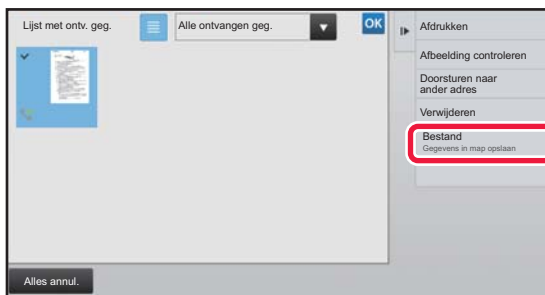 Lijst met ontv. geg.
Alle ontvangen geg.
OK
Afdrukken
Afbeelding controleren
Doorsturen naar
ander adres
Verwijderen
Bestand
Gegevens in map opslaan
Alles annul.